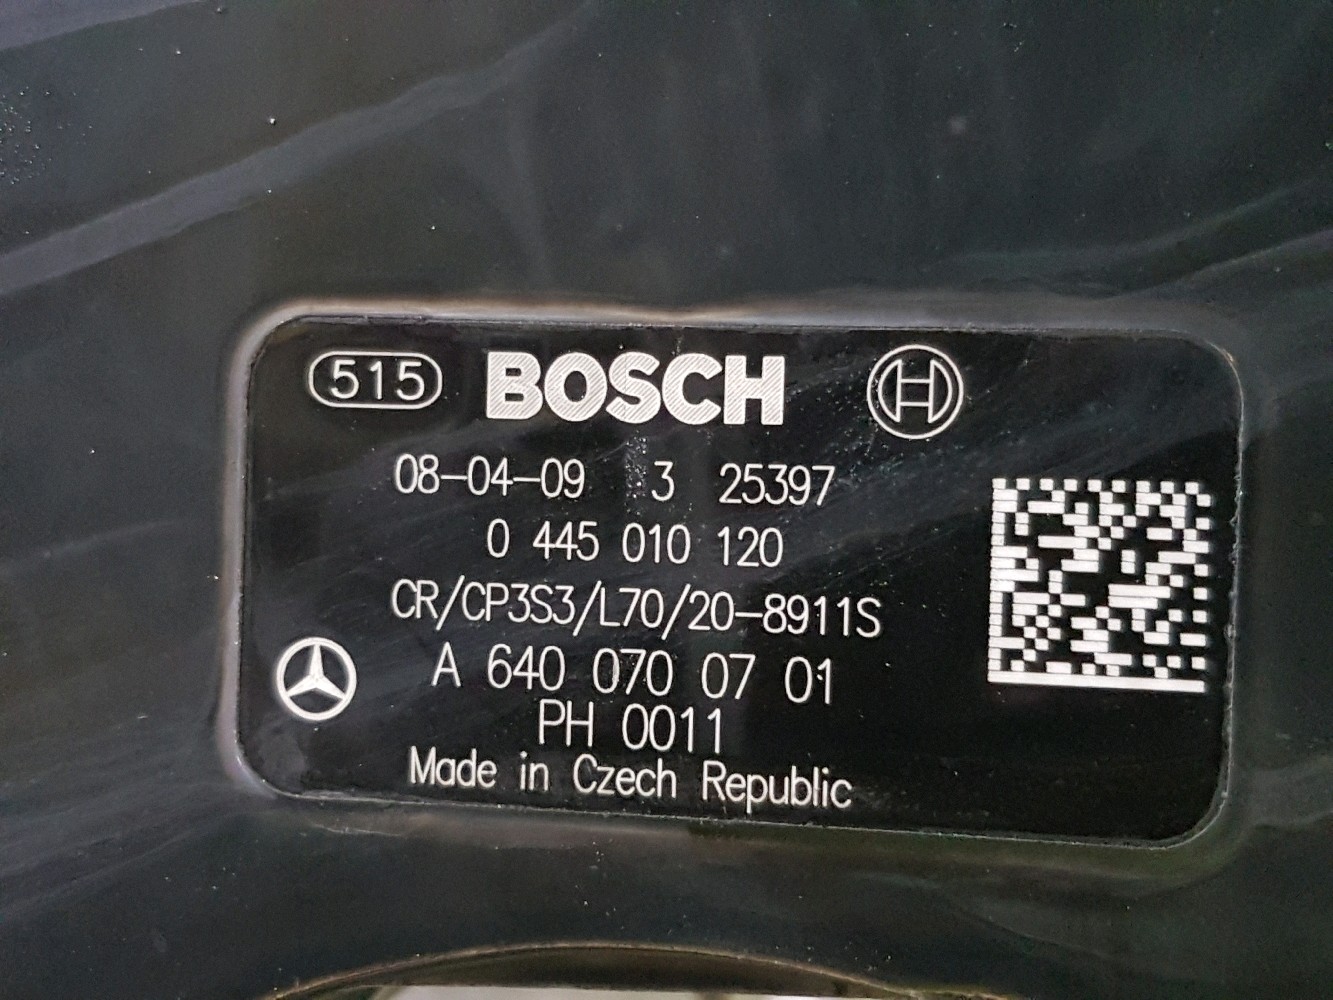 515 BOSCH
08-04-09 3 25397
0 445 010 120
CR/CP3S3/L70/20-8911S
A 640 070 07 01
PH 0011
Made in Czech Republic